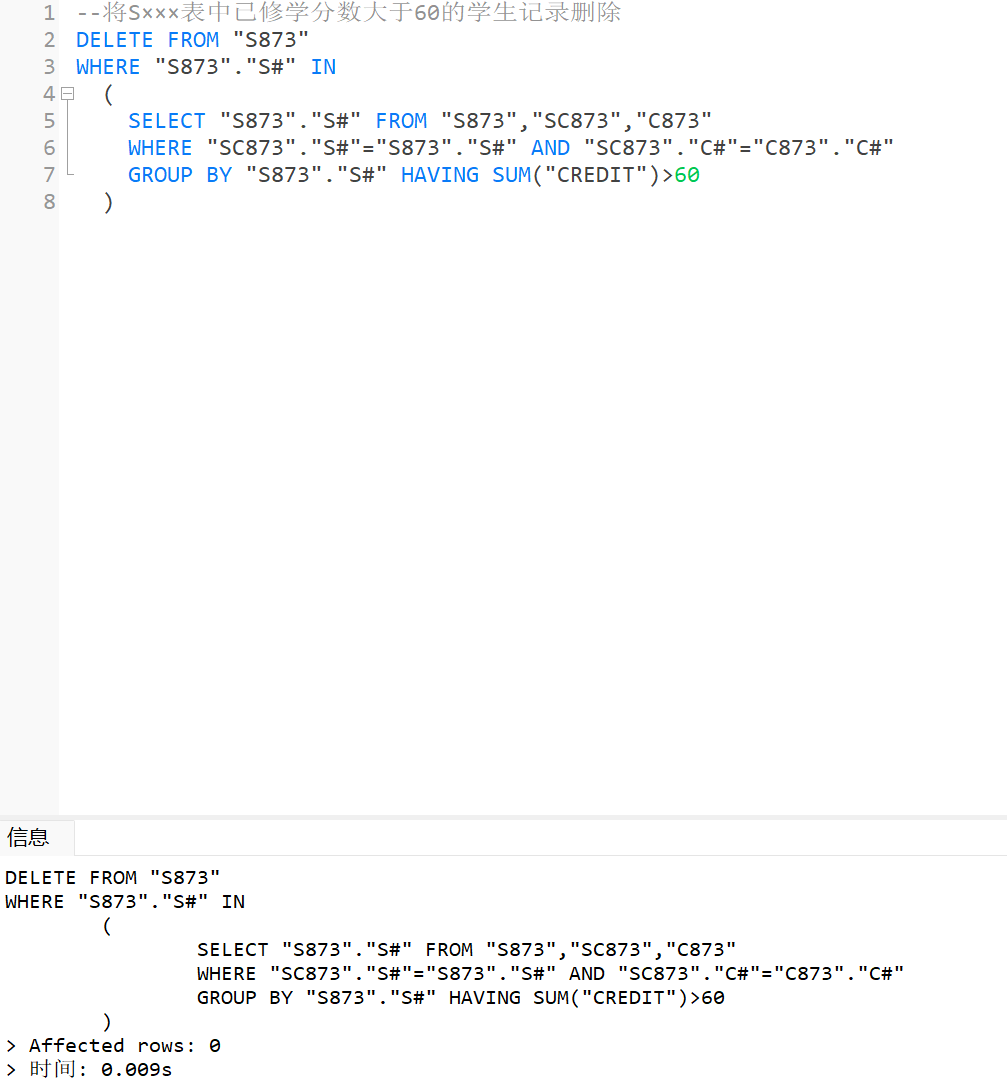 1 --将S×××表中已修学分数大于60的学生记录删除
2 DELETE FROM "S873"
3 WHERE "S873"."S#" IN
4 (
5 SELECT "S873"."S#" FROM "S873","SC873","C873"
6 WHERE "SC873"."S#"="S873"."S#" AND "SC873"."C#"="C873"."C#"
7 GROUP BY "S873"."S#" HAVING SUM("CREDIT")>60
8 )
信息
DELETE FROM "S873"
WHERE "S873"."S#" IN
(
SELECT "S873"."S#" FROM "S873","SC873","C873"
WHERE "SC873"."S#"="S873"."S#" AND "SC873"."C#"="C873"."C#"
GROUP BY "S873"."S#" HAVING SUM("CREDIT")>60
)
> Affected rows: 0
> 时间: 0.009s